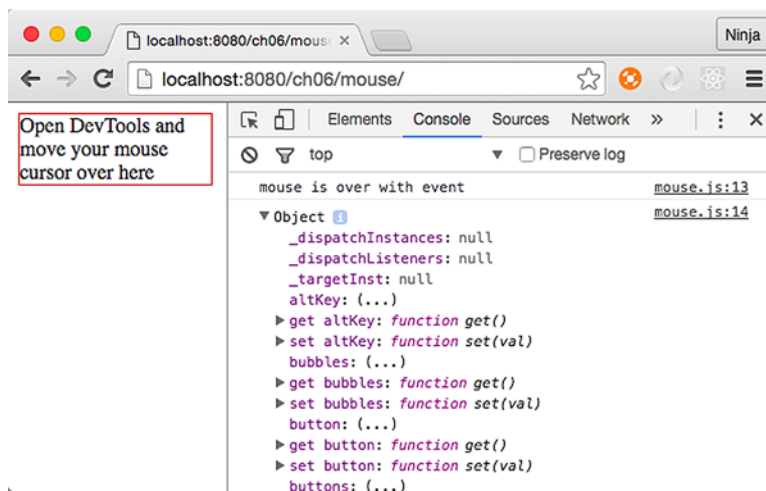 localhost:8080/ch06/mous
Ninja
localhost:8080/ch06/mouse/
Open DevTools and
move your mouse
cursor over here
Elements Console Sources Network »
top Preserve log
mouse is over with event mouse.js:13
Object i mouse.js:14
_dispatchInstances: null
_dispatchListeners: null
_targetInst: null
altKey: (...)
get altKey: function get()
set altKey: function set(val)
bubbles: (...)
get bubbles: function get()
set bubbles: function set(val)
button: (...)
get button: function get()
set button: function set(val)
buttons: (...)